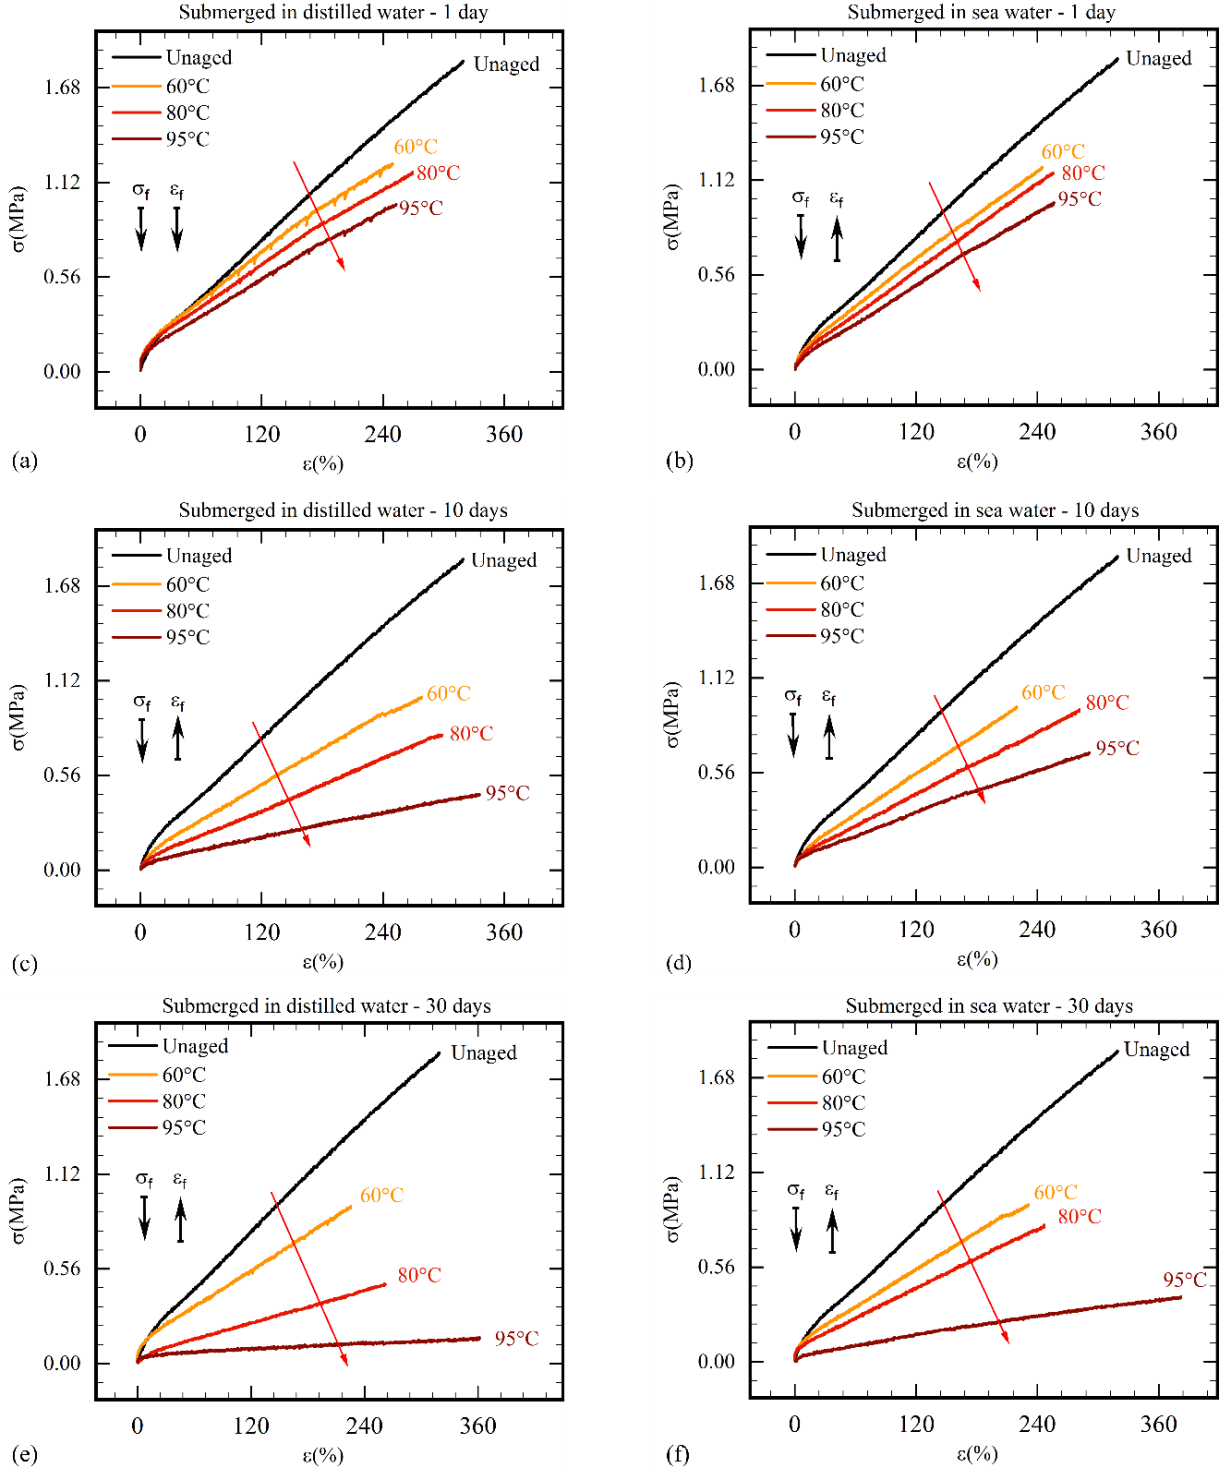 Submerged in distilled water - 1 day
Unaged
60°C
80°C
95°C
Unaged
60°C
80°C
95°C
σf
εf
1.68
1.12
0.56
0.00
σ(MPa)
0
120
240
360
ε(%)
(a)
Submerged in sea water - 1 day
Unaged
60°C
80°C
95°C
Unaged
60°C
80°C
95°C
σf
εf
1.68
1.12
0.56
0.00
σ(MPa)
0
120
240
360
ε(%)
(b)
Submerged in distilled water - 10 days
Unaged
60°C
80°C
95°C
Unaged
60°C
80°C
95°C
σf
εf
1.68
1.12
0.56
0.00
σ(MPa)
0
120
240
360
ε(%)
(c)
Submerged in sea water - 10 days
Unaged
60°C
80°C
95°C
Unaged
60°C
80°C
95°C
σf
εf
1.68
1.12
0.56
0.00
σ(MPa)
0
120
240
360
ε(%)
(d)
Submerged in distilled water - 30 days
Unaged
60°C
80°C
95°C
Unaged
60°C
80°C
95°C
σf
εf
1.68
1.12
0.56
0.00
σ(MPa)
0
120
240
360
ε(%)
(e)
Submerged in sea water - 30 days
Unaged
60°C
80°C
95°C
Unaged
60°C
80°C
95°C
σf
εf
1.68
1.12
0.56
0.00
σ(MPa)
0
120
240
360
ε(%)
(f)